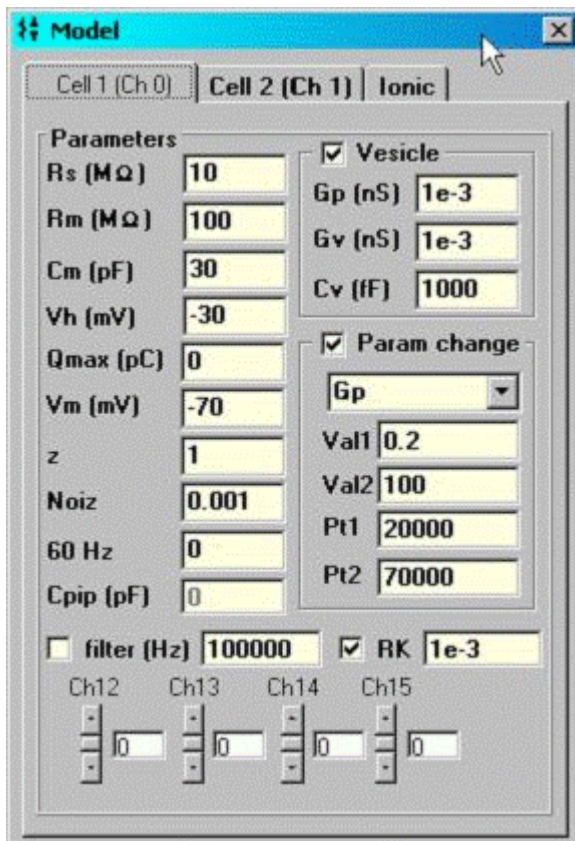 Model
Cell 1 (Ch 0) Cell 2 (Ch 1) Ionic
Parameters
Rs (MΩ) 10
Rm (MΩ) 100
Cm (pF) 30
Vh (mV) -30
Qmax (pC) 0
Vm (mV) -70
z 1
Noiz 0.001
60 Hz 0
Cpip (pF) 0
Vesicle
Gp (nS) 1e-3
Gv (nS) 1e-3
Cv (fF) 1000
Param change
Gp
Val1 0.2
Val2 100
Pt1 20000
Pt2 70000
filter (Hz) 100000 RK 1e-3
Ch12 Ch13 Ch14 Ch15
0 0 0 0